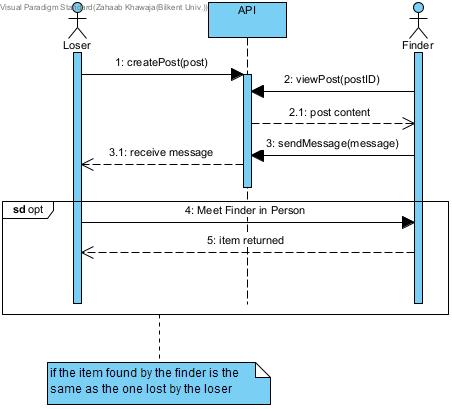 Visual Paradigm Standard(Zahaab Khawaja(Bilkent Univ.))
API
Loser
Finder
1: createPost(post)
2: viewPost(postID)
2.1: post content
3: sendMessage(message)
3.1: receive message
sd opt
4: Meet Finder in Person
5: item returned
if the item found by the finder is the
same as the one lost by the loser